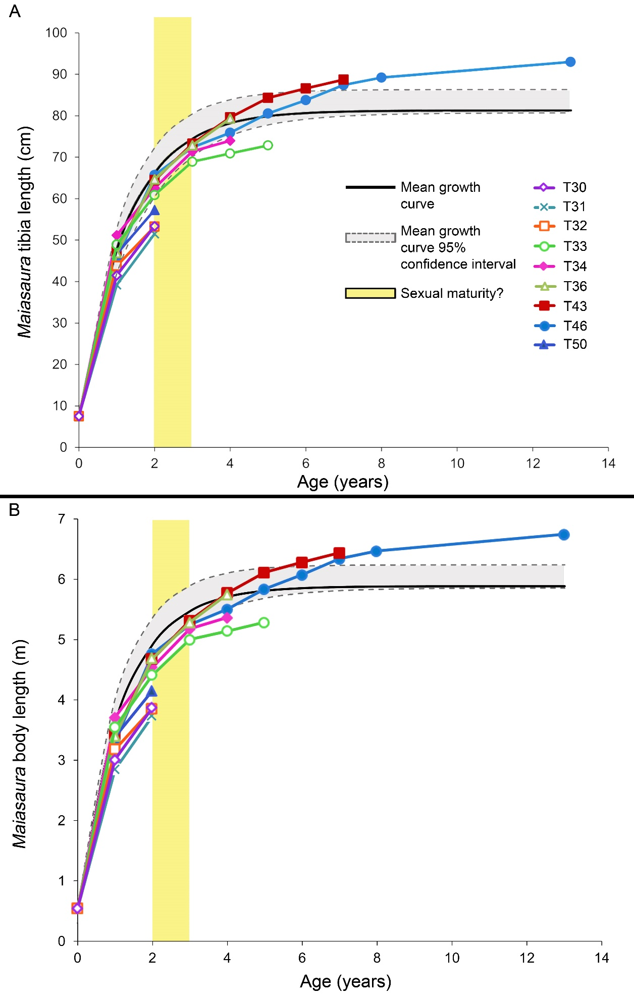 A
100
90
80
70
60
50
40
30
20
10
0
Maiasaura tibia length (cm)
0 2 4 6 8 10 12 14
Age (years)
Mean growth
curve
Mean growth
curve 95%
confidence interval
Sexual maturity?
T30
T31
T32
T33
T34
T36
T43
T46
T50
B
7
6
5
4
3
2
1
0
Maiasaura body length (m)
0 2 4 6 8 10 12 14
Age (years)